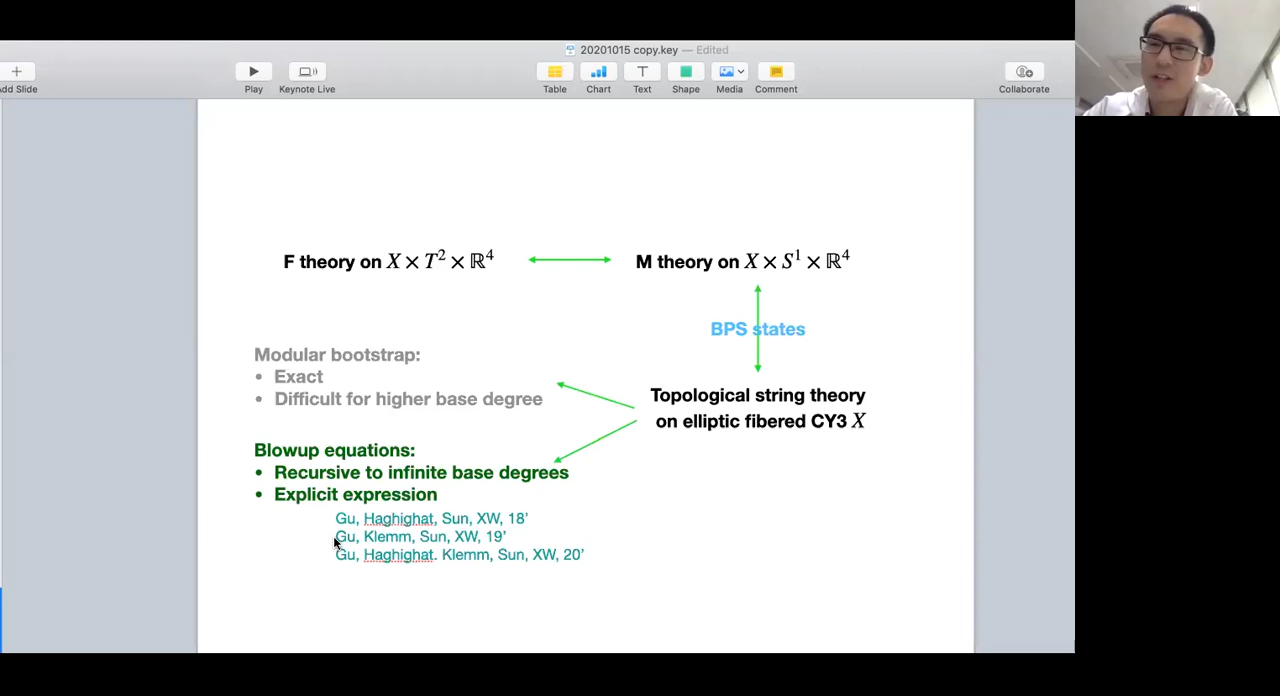 20201015 copy.key — Edited
Add Slide
Play
Keynote Live
Table
Chart
Text
Shape
Media
Comment
Collaborate
F theory on X × T² × ℝ⁴
M theory on X × S¹ × ℝ⁴
BPS states
Modular bootstrap:
• Exact
• Difficult for higher base degree
Topological string theory
on elliptic fibered CY3 X
Blowup equations:
• Recursive to infinite base degrees
• Explicit expression
Gu, Haghighat, Sun, XW, 18’
Gu, Klemm, Sun, XW, 19’
Gu, Haghighat. Klemm, Sun, XW, 20’